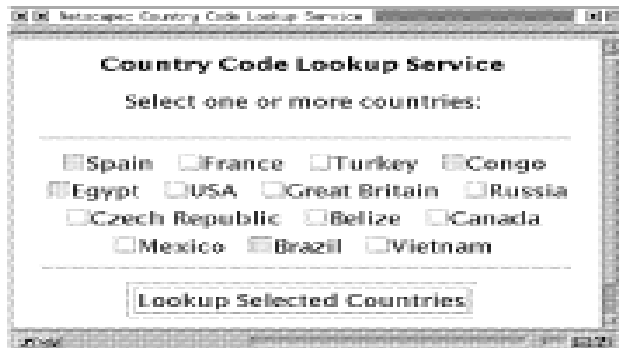 Netscape: Country Code Lookup Service
Country Code Lookup Service
Select one or more countries:
Spain France Turkey Congo
Egypt USA Great Britain Russia
Czech Republic Belize Canada
Mexico Brazil Vietnam
Lookup Selected Countries